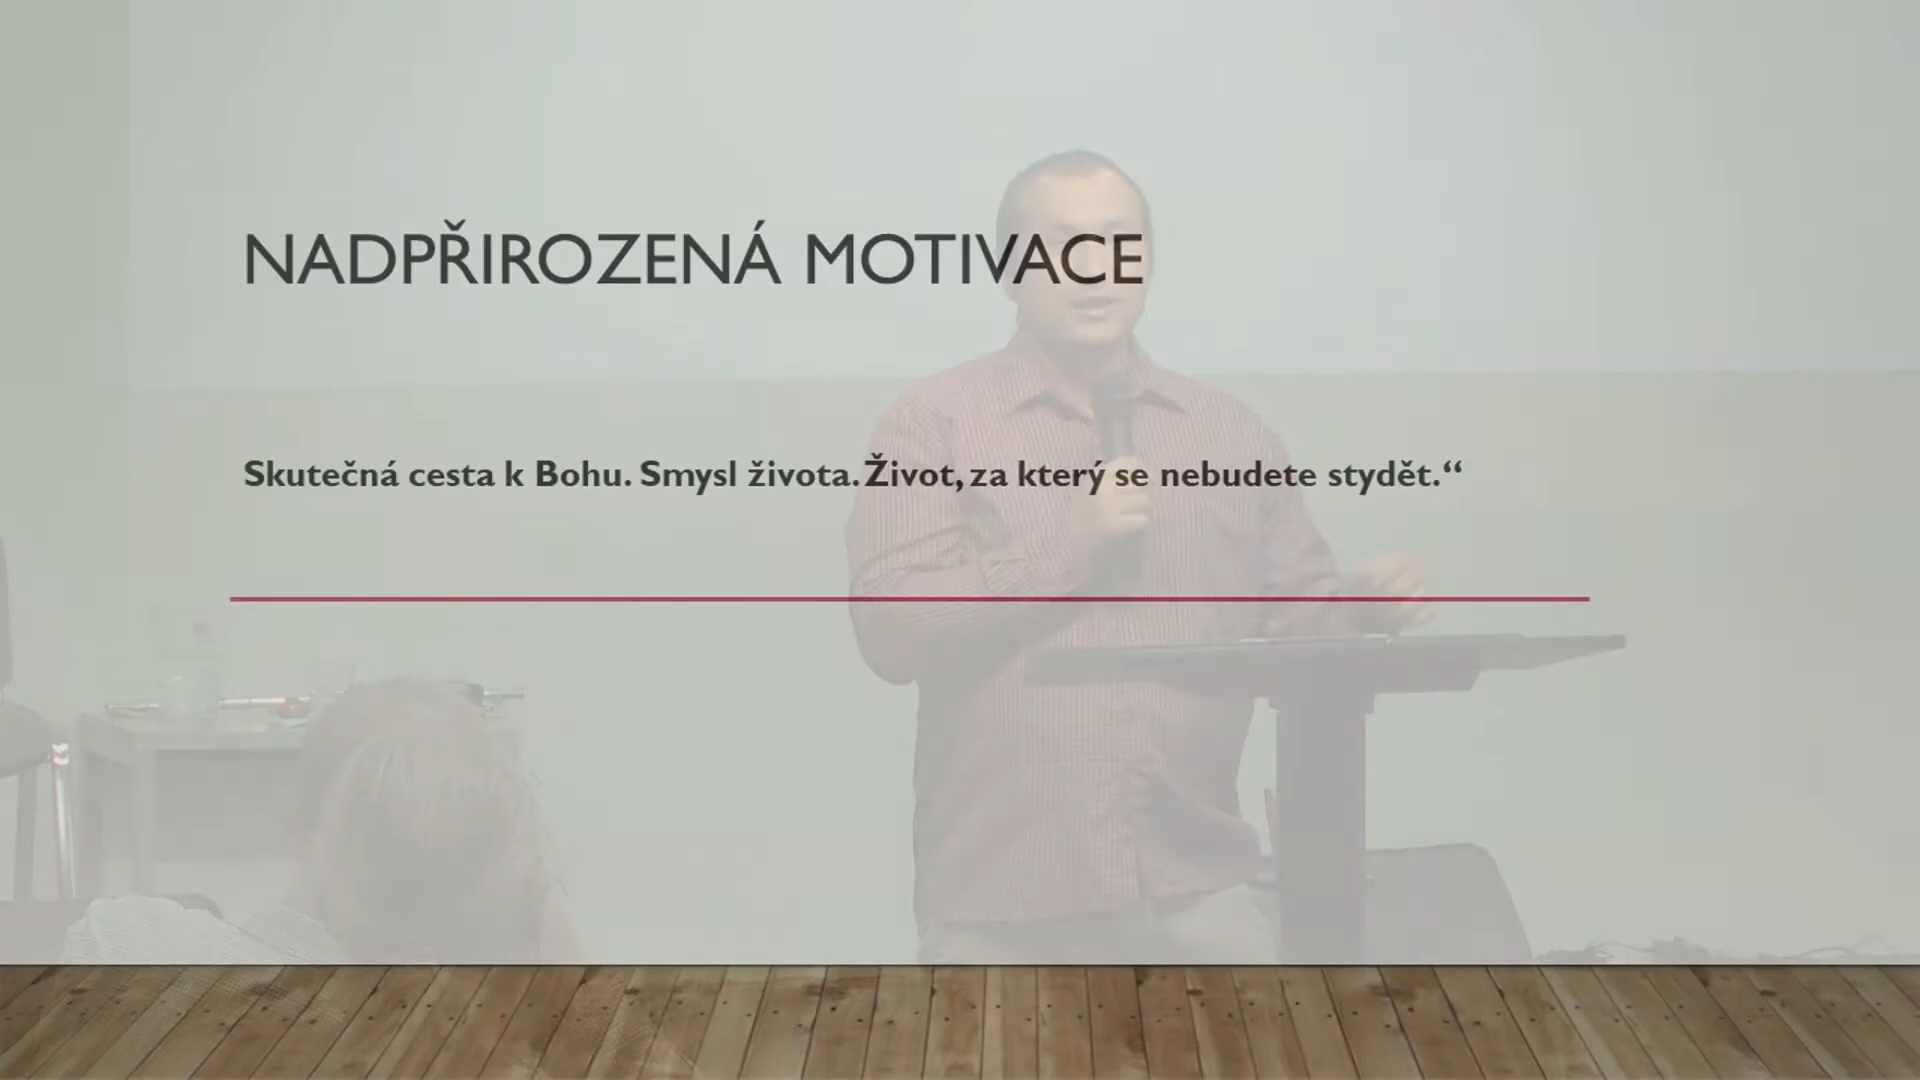 NADPŘIROZENÁ MOTIVACE
Skutečná cesta k Bohu. Smysl života. Život, za který se nebudete stydět.“